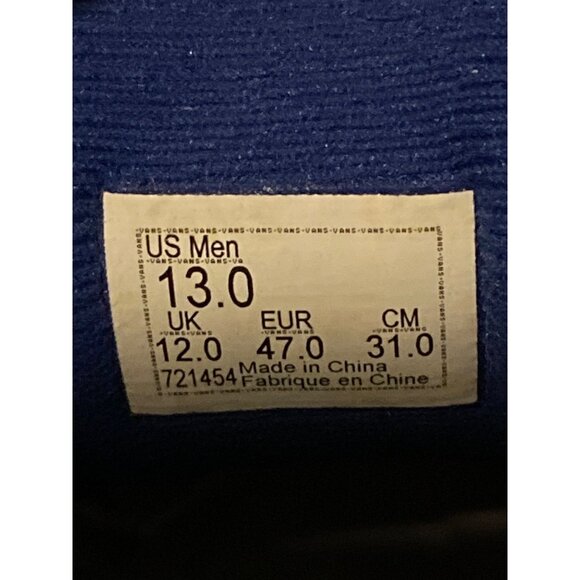 US Men
13.0
UK EUR CM
12.0 47.0 31.0
721454 Made in China
Fabrique en Chine